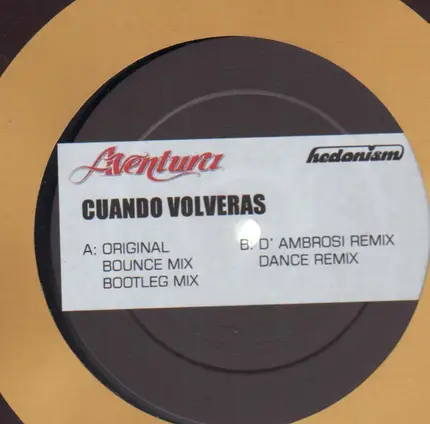 Aventura
hedonism
CUANDO VOLVERAS
A: ORIGINAL
BOUNCE MIX
BOOTLEG MIX
B: D' AMBROSI REMIX
DANCE REMIX